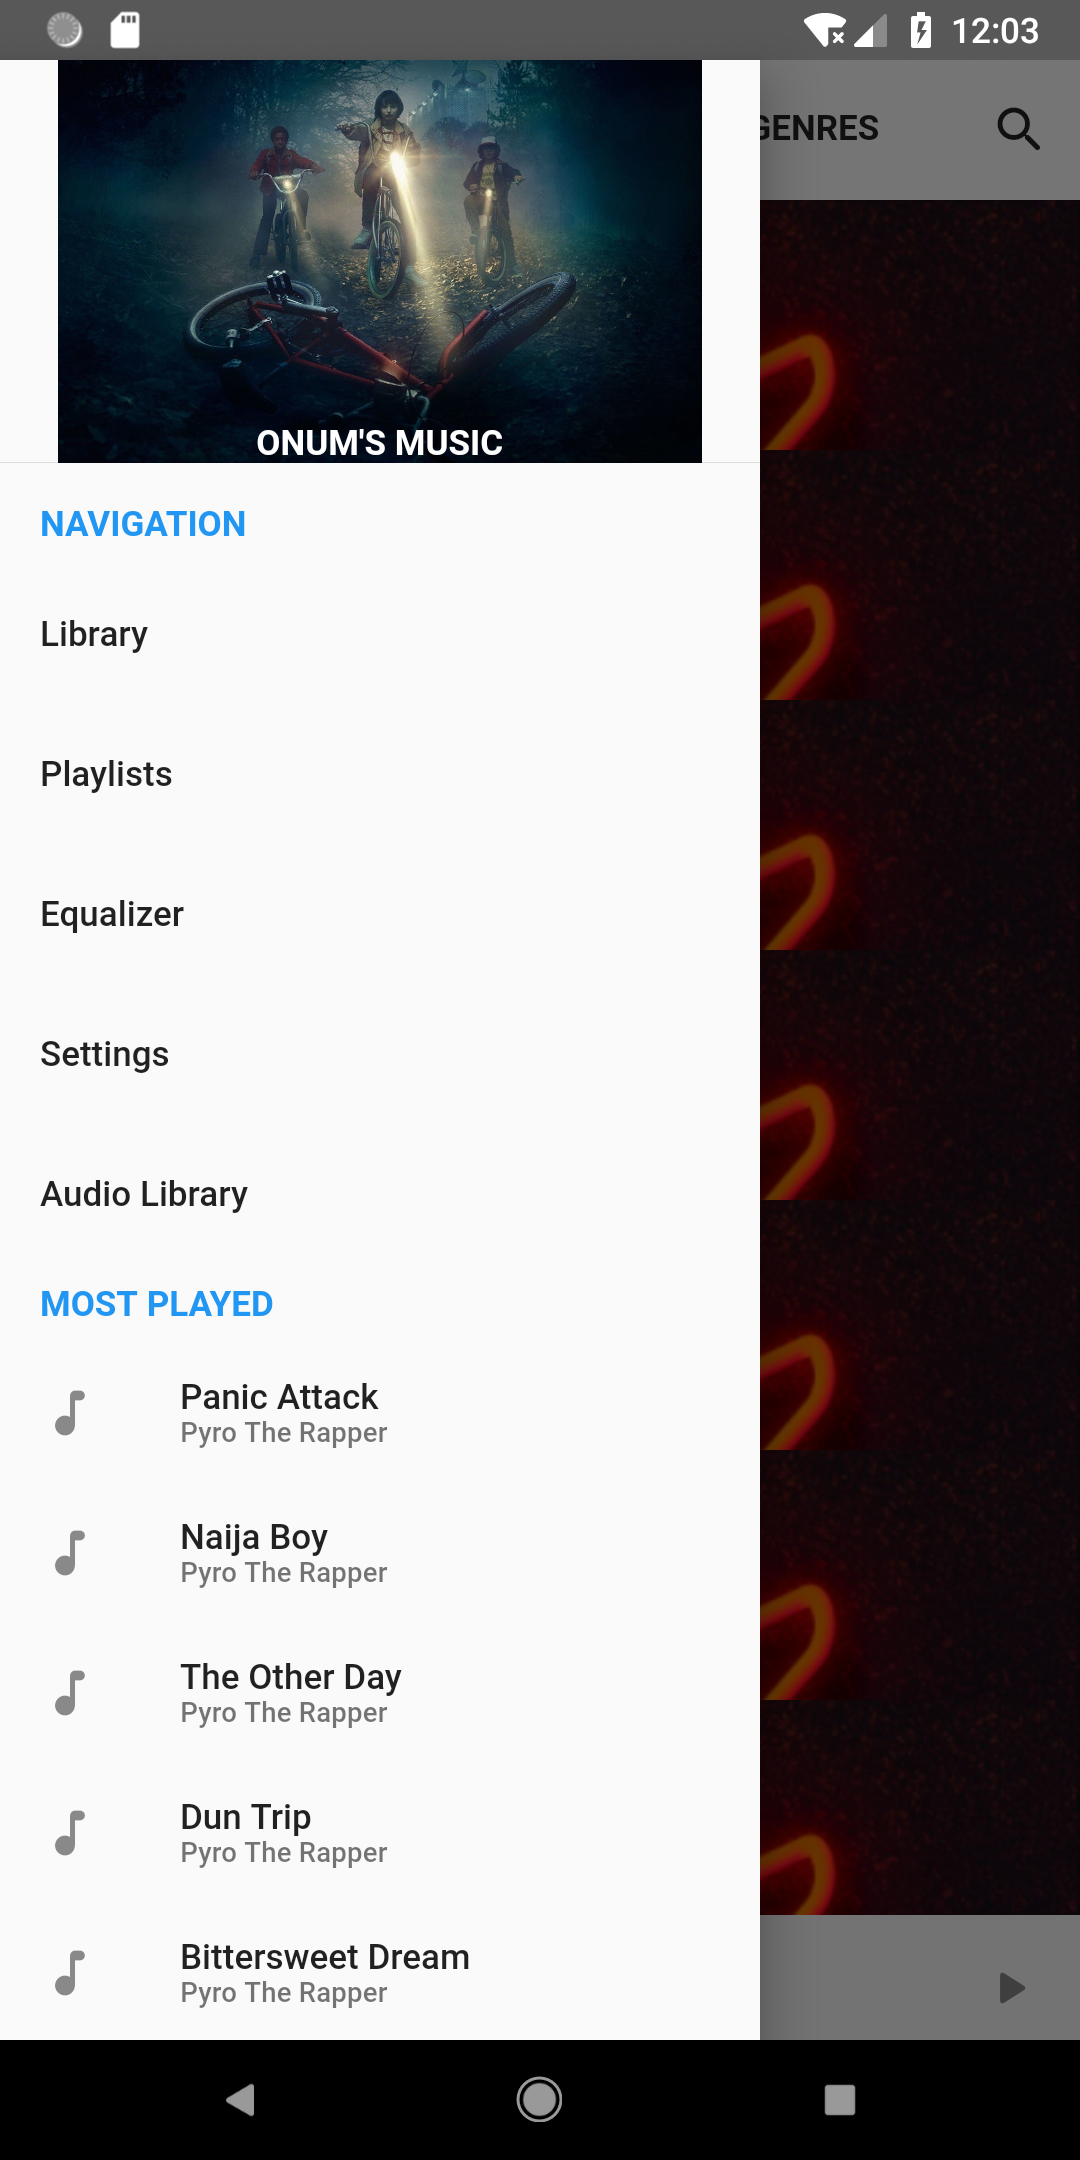 12:03
GENRES
ONUM'S MUSIC
NAVIGATION
Library
Playlists
Equalizer
Settings
Audio Library
MOST PLAYED
Panic Attack
Pyro The Rapper
Naija Boy
Pyro The Rapper
The Other Day
Pyro The Rapper
Dun Trip
Pyro The Rapper
Bittersweet Dream
Pyro The Rapper